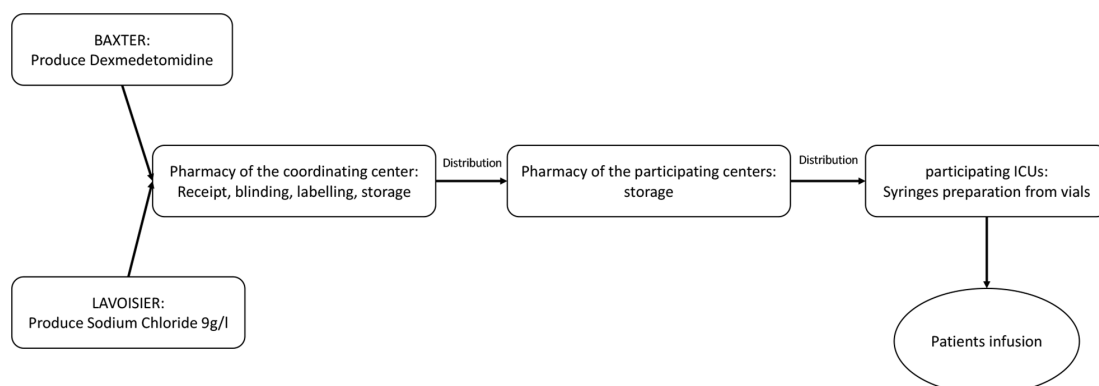 BAXTER:
Produce Dexmedetomidine
Pharmacy of the coordinating center:
Receipt, blinding, labelling, storage
Distribution
Pharmacy of the participating centers:
storage
Distribution
participating ICUs:
Syringes preparation from vials
LAVOISIER:
Produce Sodium Chloride 9g/l
Patients infusion